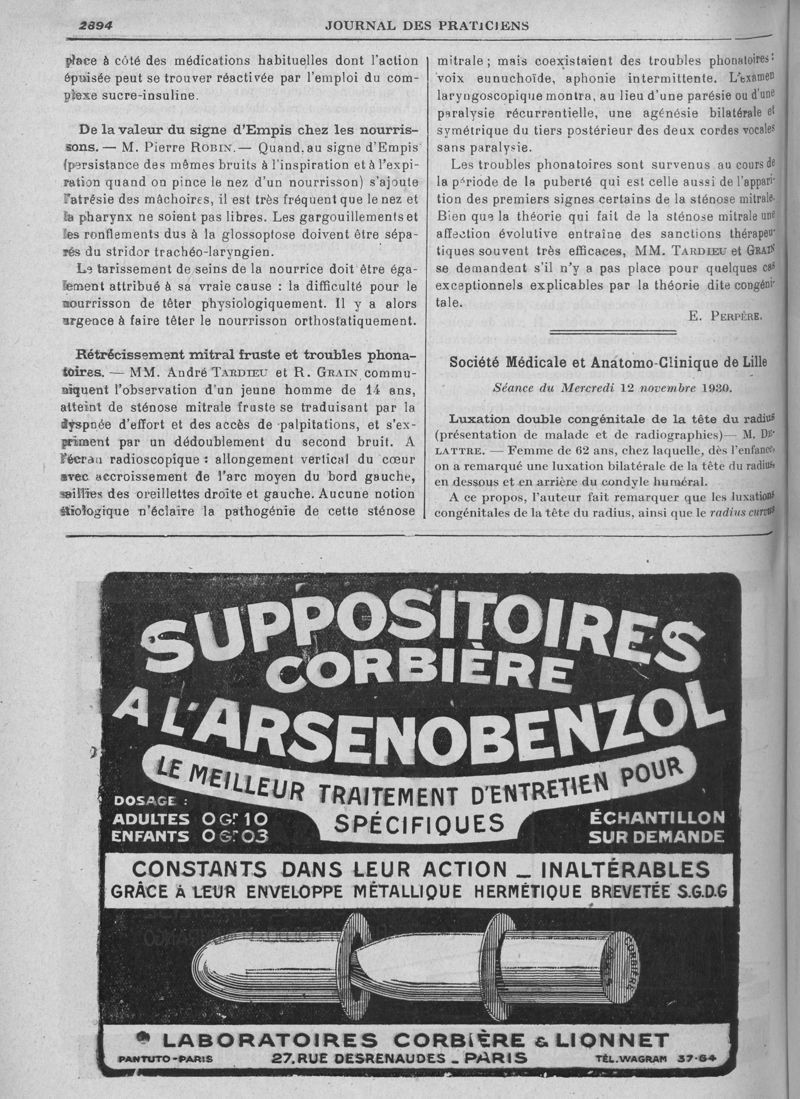 2694
JOURNAL DES PRATICIENS
place à côté des médications habituelles dont l'action
épuisée peut se trouver réactivée par l'emploi du com-
plexe sucre-insuline.
De la valeur du signe d'Empis chez les nourris-
sons. — M. Pierre ROBIN. — Quand, au signe d'Empis
(persistance des mêmes bruits à l'inspiration et à l'expi-
ration quand on pince le nez d'un nourrisson) s'ajoute
l'atrésie des mâchoires, il est très fréquent que le nez et
la pharynx ne soient pas libres. Les gargouillements et
les ronflements dus à la glossoptose doivent être sépa-
rés du stridor trachéo-laryngien.
Le tarissement de seins de la nourrice doit être éga-
lement attribué à sa vraie cause : la difficulté pour le
nourrisson de têter physiologiquement. Il y a alors
urgence à faire têter le nourrisson orthostatiquement.
Rétrécissement mitral fruste et troubles phona-
toires. — MM. André TARDIEU et R. GRAIN commu-
niquent l'observation d'un jeune homme de 14 ans,
atteint de sténose mitrale fruste se traduisant par la
dyspnée d'effort et des accès de palpitations, et s'ex-
priment par un dédoublement du second bruit. A
l'écran radioscopique : allongement vertical du cœur
avec accroissement de l'arc moyen du bord gauche,
saillies des oreillettes droite et gauche. Aucune notion
étiologique n'éclaire la pathogénie de cette sténose
mitrale ; mais coexistaient des troubles phonatoires :
voix eunuchoïde, aphonie intermittente. L'examen
laryngoscopique montra, au lieu d'une parésie ou d'une
paralysie récurrentielle, une agénésie bilatérale et
symétrique du tiers postérieur des deux cordes vocales
sans paralysie.
Les troubles phonatoires sont survenus au cours de
la période de la puberté qui est celle aussi de l'appari-
tion des premiers signes certains de la sténose mitrale.
Bien que la théorie qui fait de la sténose mitrale une
affection évolutive entraîne des sanctions thérapeu-
tiques souvent très efficaces, MM. TARDIEU et GRAIN
se demandent s'il n'y a pas place pour quelques cas
exceptionnels explicables par la théorie dite congéni-
tale.
E. PERPÈRE.
Société Médicale et Anatomo-Clinique de Lille
Séance du Mercredi 12 novembre 1930.
Luxation double congénitale de la tête du radius
(présentation de malade et de radiographies) — M. DE-
LATTRE. — Femme de 62 ans, chez laquelle, dès l'enfance,
on a remarqué une luxation bilatérale de la tête du radius,
en dessous et en arrière du condyle huméral.
A ce propos, l'auteur fait remarquer que les luxations
congénitales de la tête du radius, ainsi que le radius curvus
SUPPOSITOIRES
CORBIÈRE
A L'ARSENOBENZOL
LE MEILLEUR TRAITEMENT D'ENTRETIEN POUR
SPÉCIFIQUES
DOSAGE :
ADULTES 0 Gr 10
ENFANTS 0 Gr 03
ÉCHANTILLON
SUR DEMANDE
CONSTANTS DANS LEUR ACTION _ INALTÉRABLES
GRÂCE À LEUR ENVELOPPE MÉTALLIQUE HERMÉTIQUE BREVETÉE S.G.D.G
CORBIÈRE
PARIS
LABORATOIRES CORBIÈRE & LIONNET
PANTUTO-PARIS
27, RUE DESRENAUDES _ PARIS
TÉL. WAGRAM 37-64